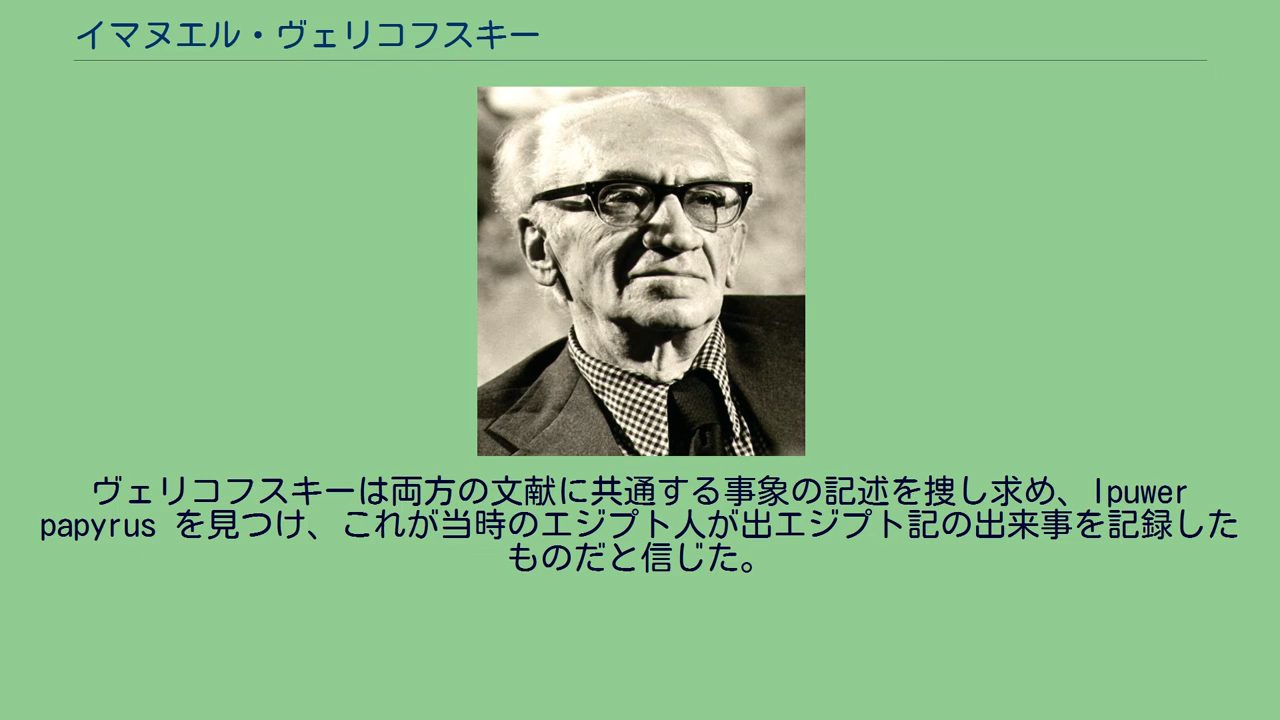 イマヌエル・ヴェリコフスキー
ヴェリコフスキーは両方の文献に共通する事象の記述を捜し求め、Ipuwer
papyrus を見つけ、これが当時のエジプト人が出エジプト記の出来事を記録した
ものだと信じた。